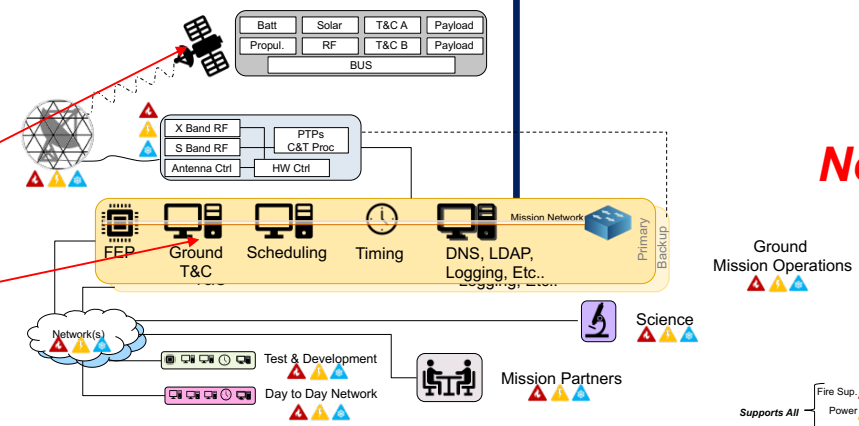 Batt Solar T&C A Payload
Propul. RF T&C B Payload
BUS
X Band RF
S Band RF
Antenna Ctrl
PTPs
C&T Proc
HW Ctrl
Mission Network
FEP
Ground
T&C
Scheduling
Timing
DNS, LDAP,
Logging, Etc..
Logging, Etc..
Primary
Backup
Ground
Mission Operations
Network(s)
Science
Test & Development
Day to Day Network
Mission Partners
Supports All
Fire Sup.
Power